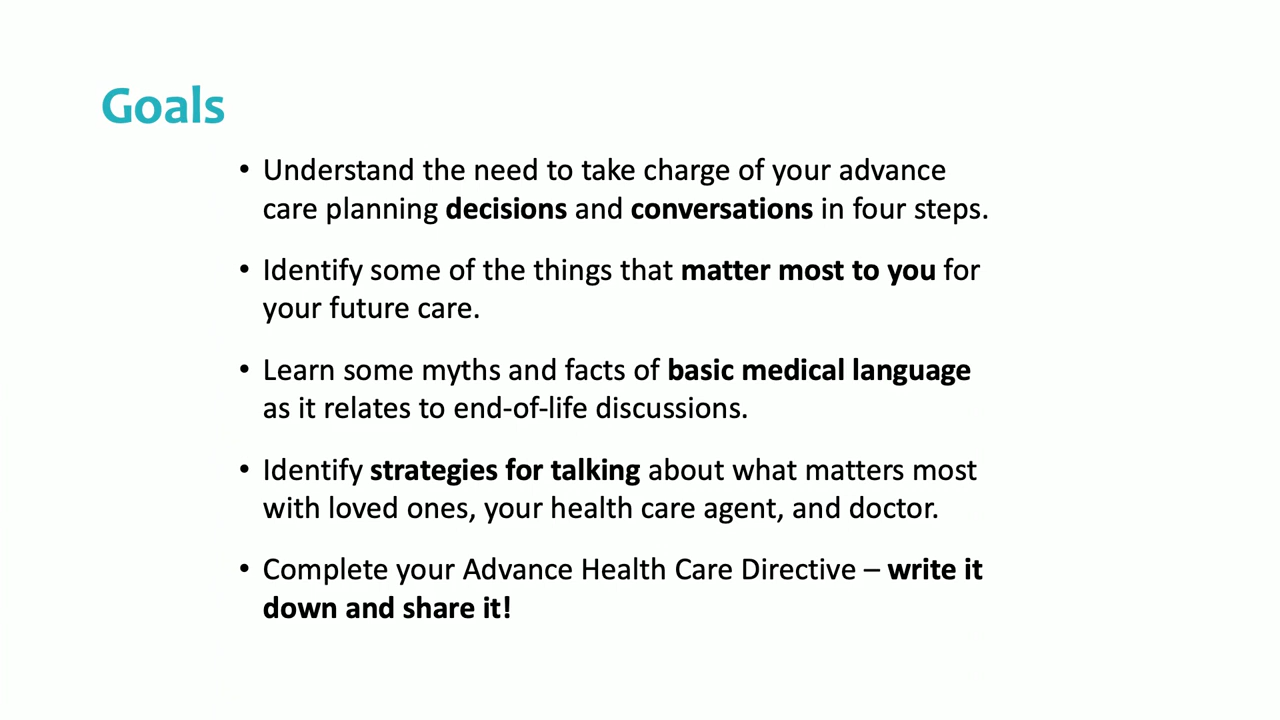 Goals
• Understand the need to take charge of your advance
care planning decisions and conversations in four steps.
• Identify some of the things that matter most to you for
your future care.
• Learn some myths and facts of basic medical language
as it relates to end-of-life discussions.
• Identify strategies for talking about what matters most
with loved ones, your health care agent, and doctor.
• Complete your Advance Health Care Directive – write it
down and share it!